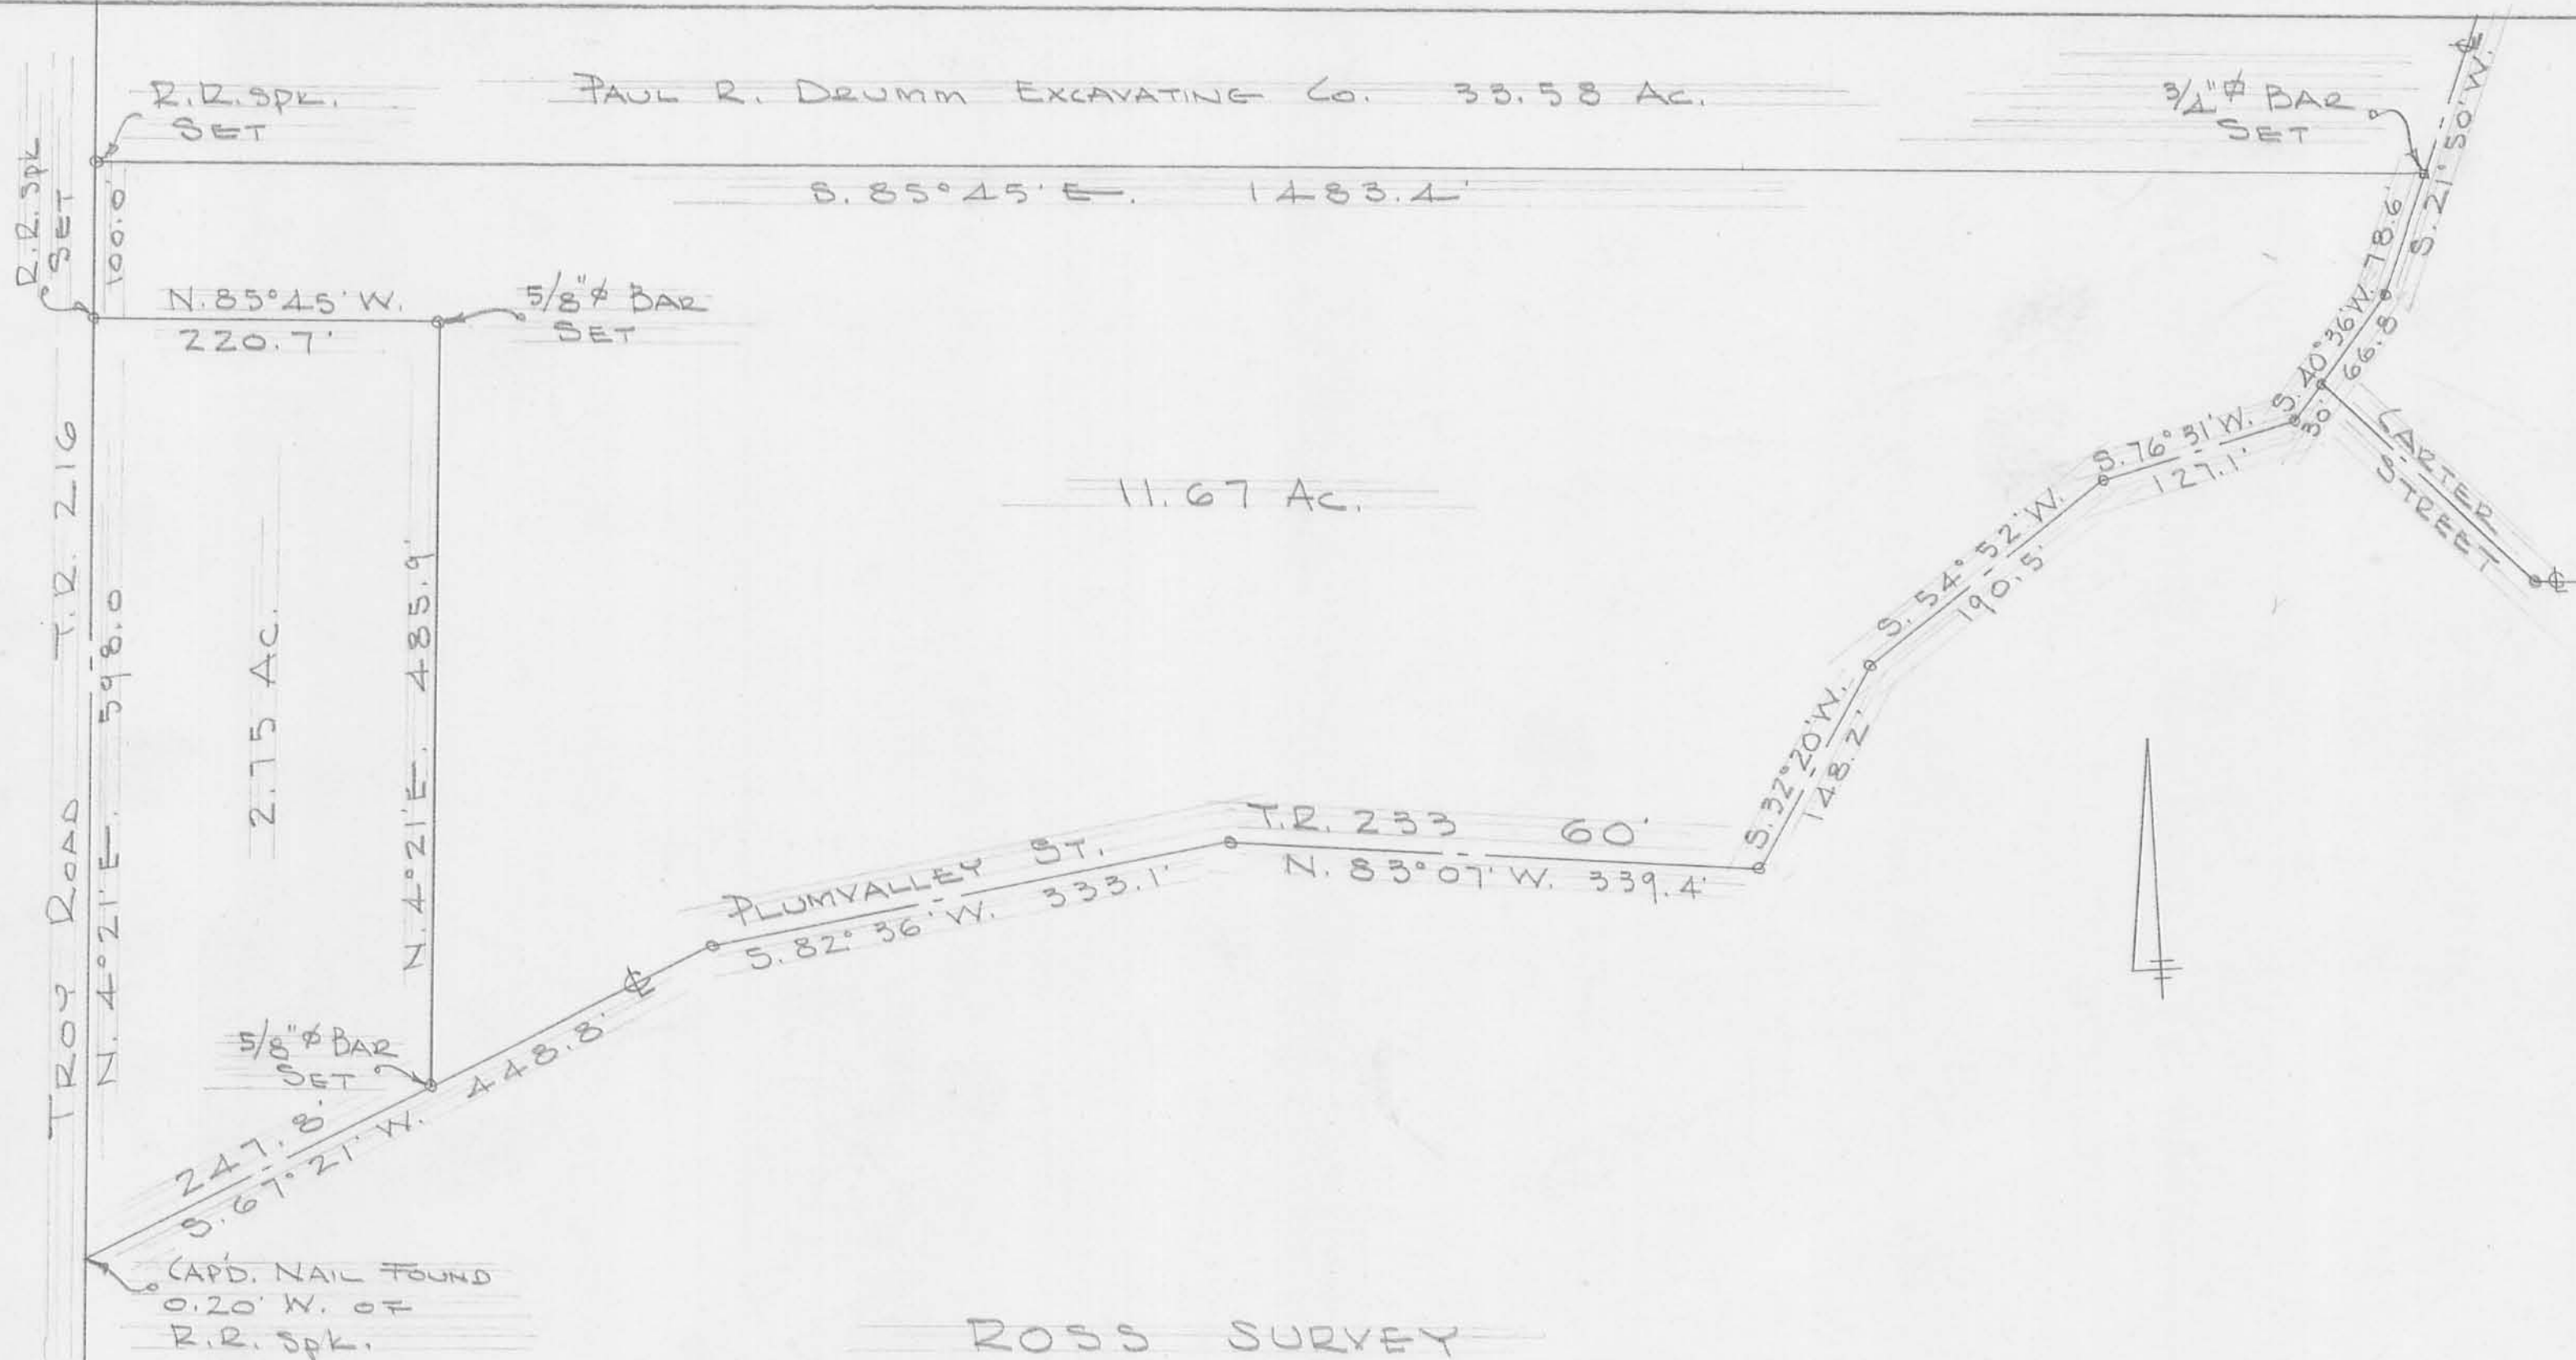 R.R. Spk.
SET
PAUL R. DRUMM EXCAVATING Co. 33.58 Ac.
3/4"⌀ BAR
SET
S. 21° 50' W.
℄
R.R. Spk
SET
100.0'
S. 85° 45' E. 1483.4'
78.6'
N. 85° 45' W.
220.7'
5/8"⌀ BAR
SET
S. 40° 36' W.
66.8
30'
CARTER
STREET
℄
S. 76° 31' W.
127.1'
11.67 Ac.
S. 54° 52' W.
190.5'
TROY ROAD T.R. 216
N. 4° 21' E. 598.0
2.75 Ac.
N. 4° 21' E. 485.9'
S. 32° 20' W.
148.2'
T.R. 233 60'
N. 83° 07' W. 339.4'
PLUMVALLEY ST.
S. 82° 36' W. 333.1'
℄
448.8'
5/8"⌀ BAR
SET
247.8'
S. 67° 21' W.
CAP'D. NAIL FOUND
0.20' W. OF
R.R. Spk.
ROSS SURVEY